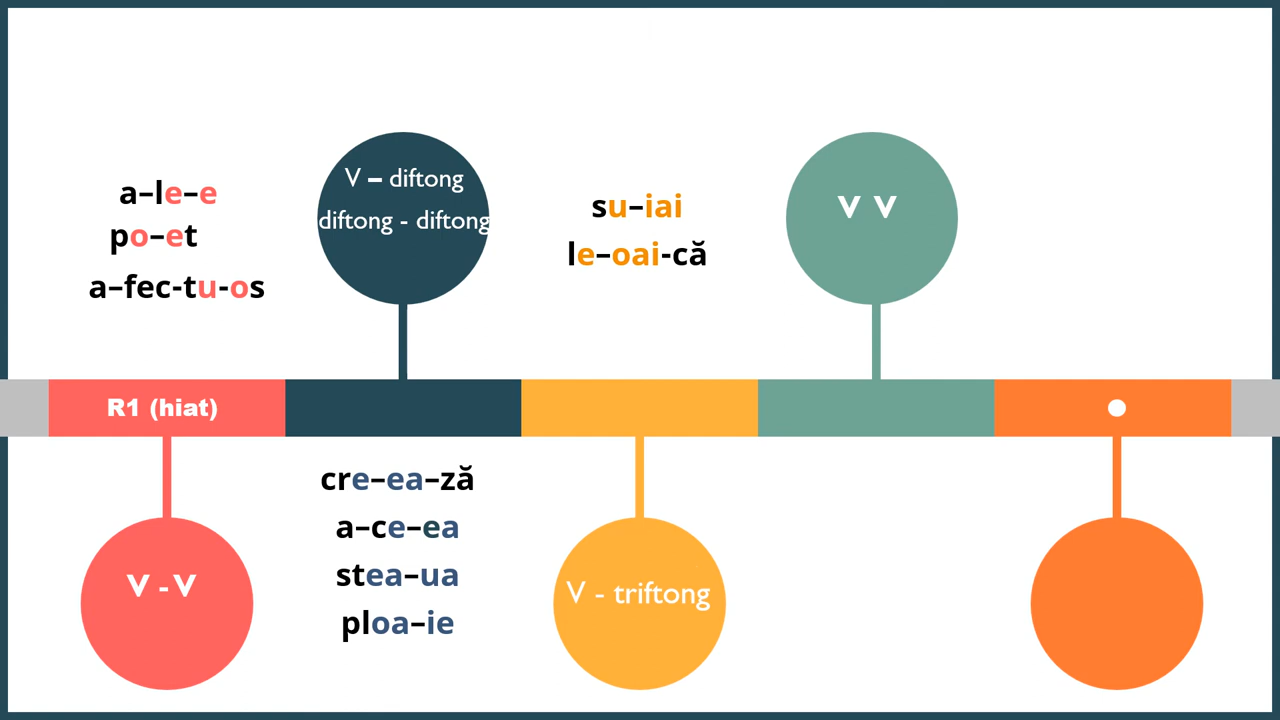 a–le–e
po–et
a–fec-tu-os
V – diftong
diftong - diftong
su–iai
le–oai-că
V V
R1 (hiat)
cre–ea–ză
a–ce–ea
stea–ua
ploa–ie
V - V
V - triftong